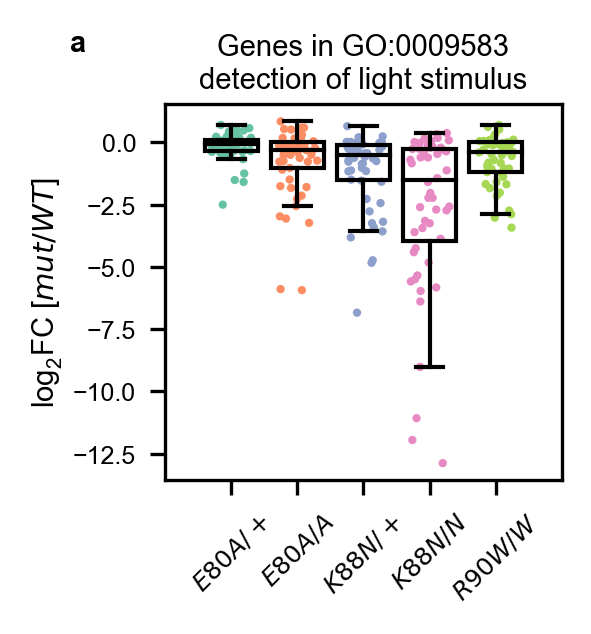 a
Genes in GO:0009583
detection of light stimulus
log₂FC [mut/WT]
0.0
−2.5
−5.0
−7.5
−10.0
−12.5
E80A/ +
E80A/A
K88N/ +
K88N/N
R90W/W